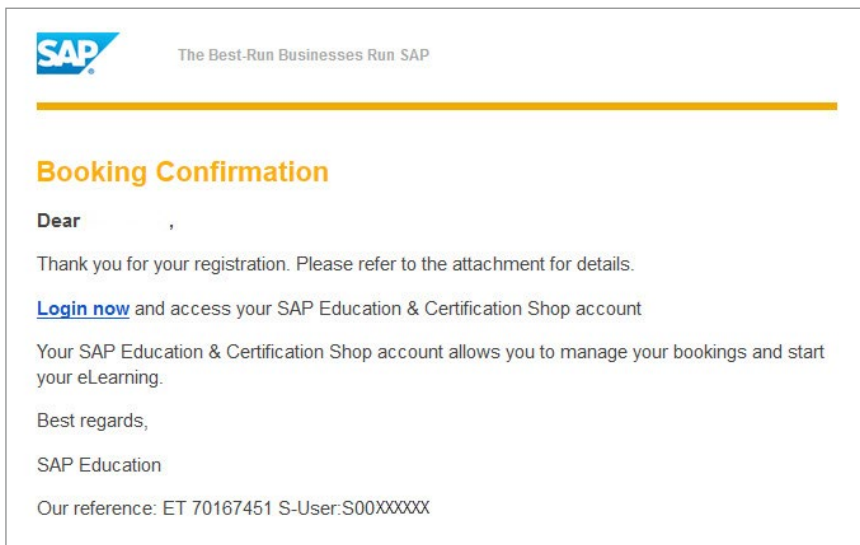 SAP
®
The Best-Run Businesses Run SAP
Booking Confirmation
Dear ,
Thank you for your registration. Please refer to the attachment for details.
Login now and access your SAP Education & Certification Shop account
Your SAP Education & Certification Shop account allows you to manage your bookings and start
your eLearning.
Best regards,
SAP Education
Our reference: ET 70167451 S-User:S00XXXXXX